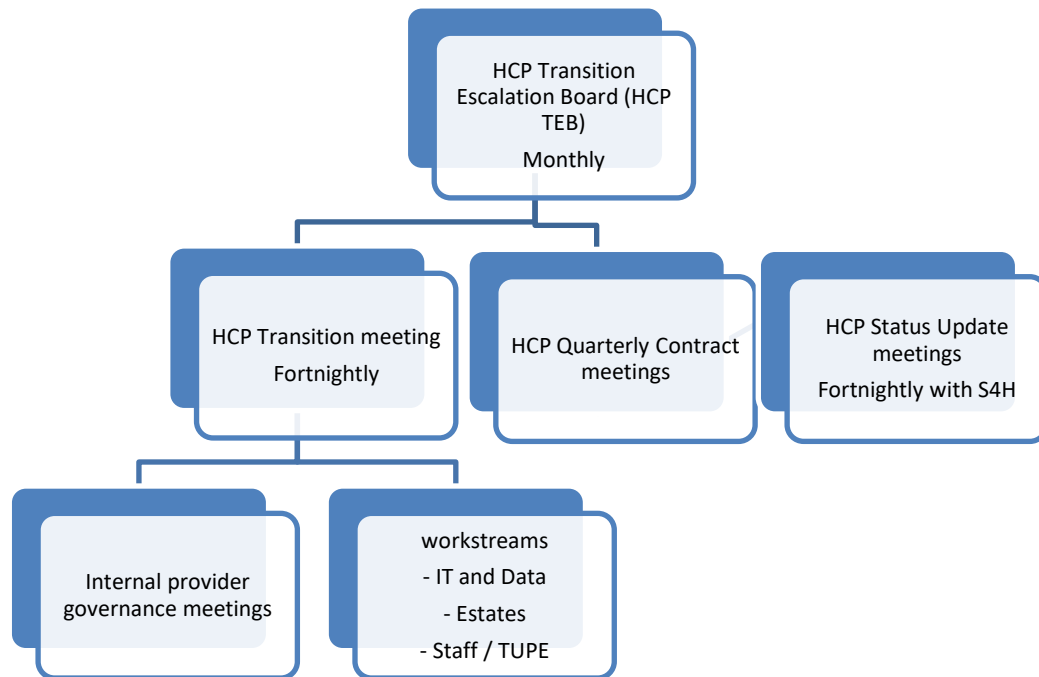 HCP Transition
Escalation Board (HCP
TEB)
Monthly
HCP Transition meeting
Fortnightly
HCP Quarterly Contract
meetings
HCP Status Update
meetings
Fortnightly with S4H
Internal provider
governance meetings
workstreams
- IT and Data
- Estates
- Staff / TUPE